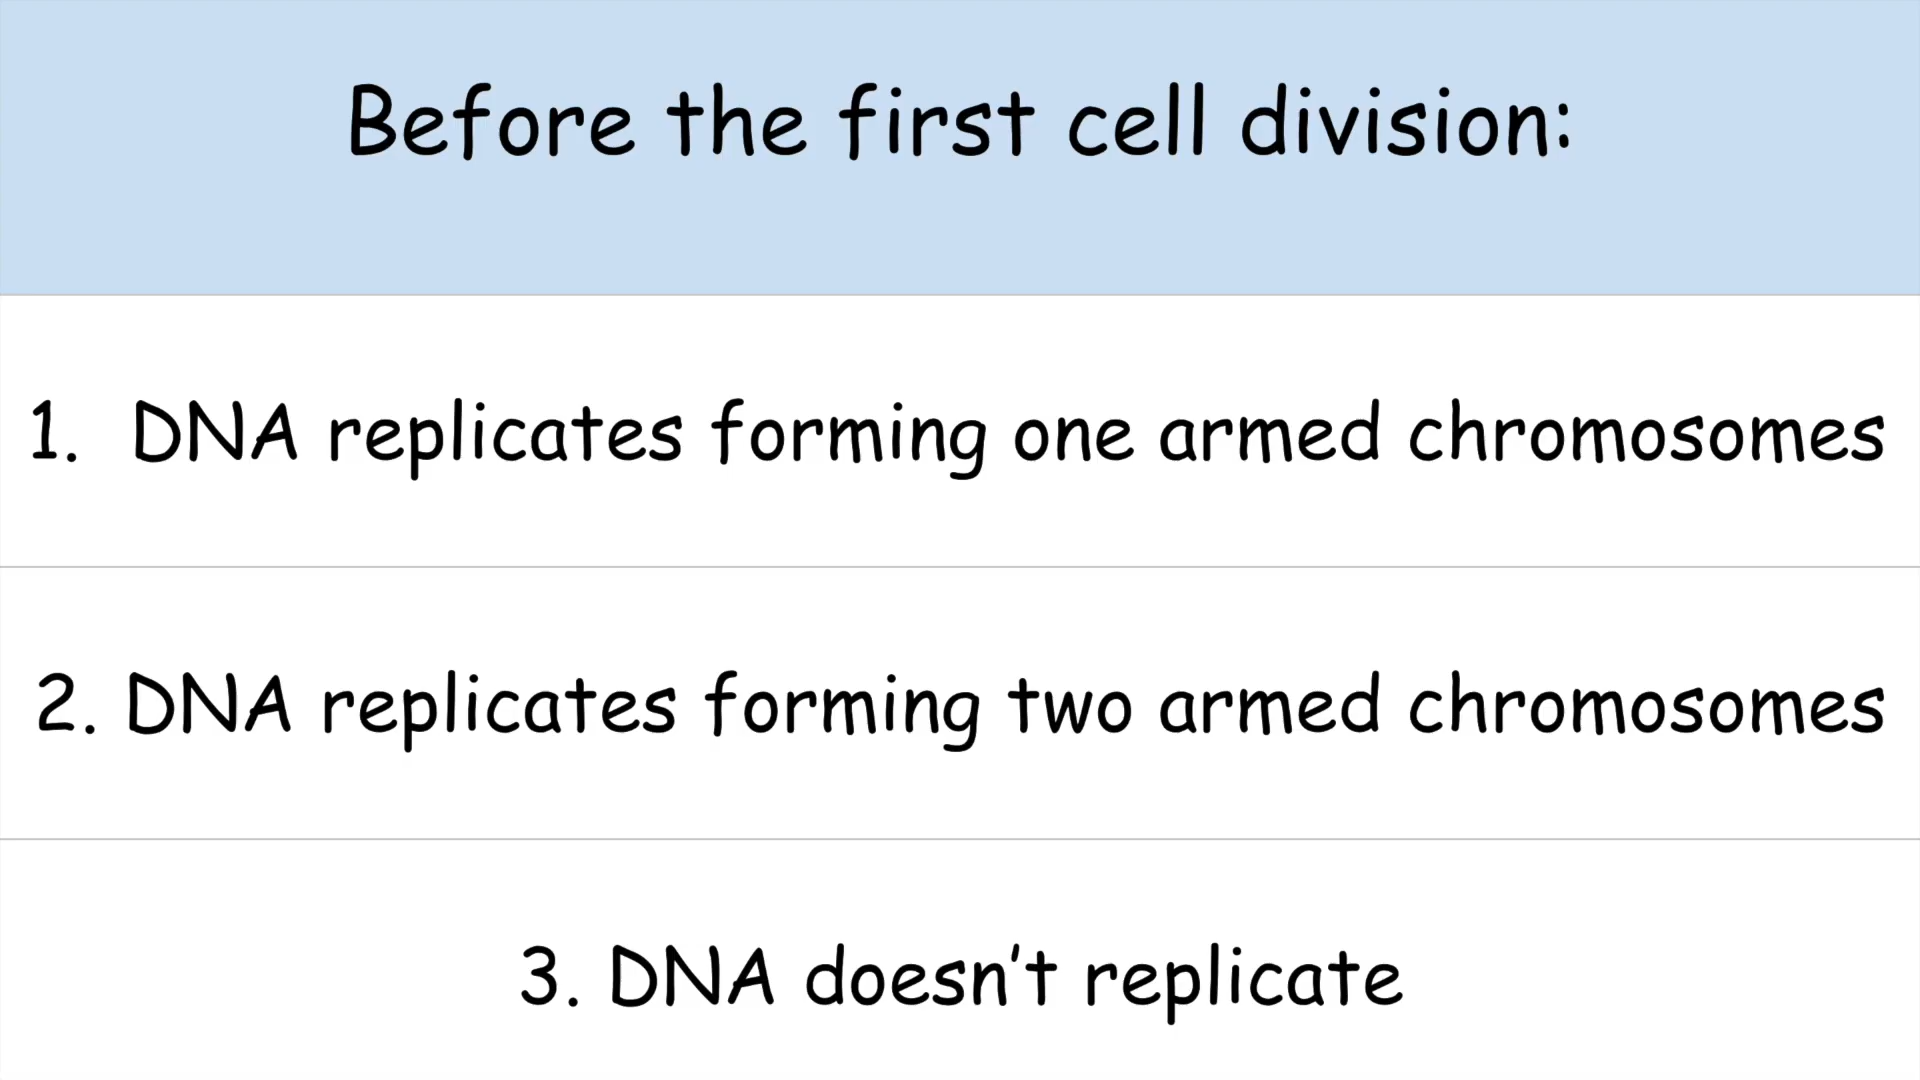 Before the first cell division:
1. DNA replicates forming one armed chromosomes
2. DNA replicates forming two armed chromosomes
3. DNA doesn't replicate